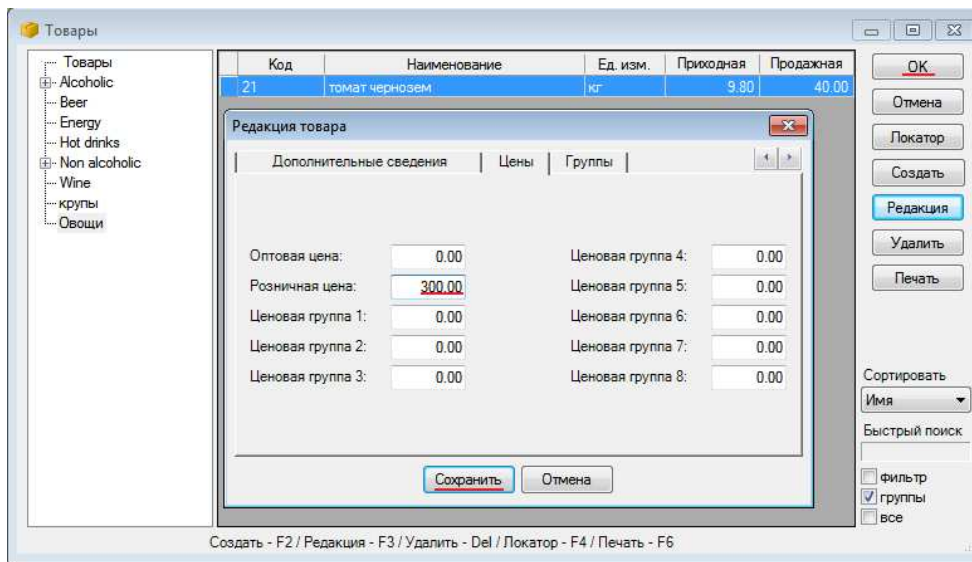 Товары
Товары
Alcoholic
Beer
Energy
Hot drinks
Non alcoholic
Wine
крупы
Овощи
Код Наименование Ед. изм. Приходная Продажная
21 томат чернозем кг 9.80 40.00
Редакция товара
Дополнительные сведения Цены Группы
Оптовая цена: 0.00 Ценовая группа 4: 0.00
Розничная цена: 300.00 Ценовая группа 5: 0.00
Ценовая группа 1: 0.00 Ценовая группа 6: 0.00
Ценовая группа 2: 0.00 Ценовая группа 7: 0.00
Ценовая группа 3: 0.00 Ценовая группа 8: 0.00
Сохранить Отмена
OK
Отмена
Локатор
Создать
Редакция
Удалить
Печать
Сортировать
Имя
Быстрый поиск
фильтр
группы
все
Создать - F2 / Редакция - F3 / Удалить - Del / Локатор - F4 / Печать - F6